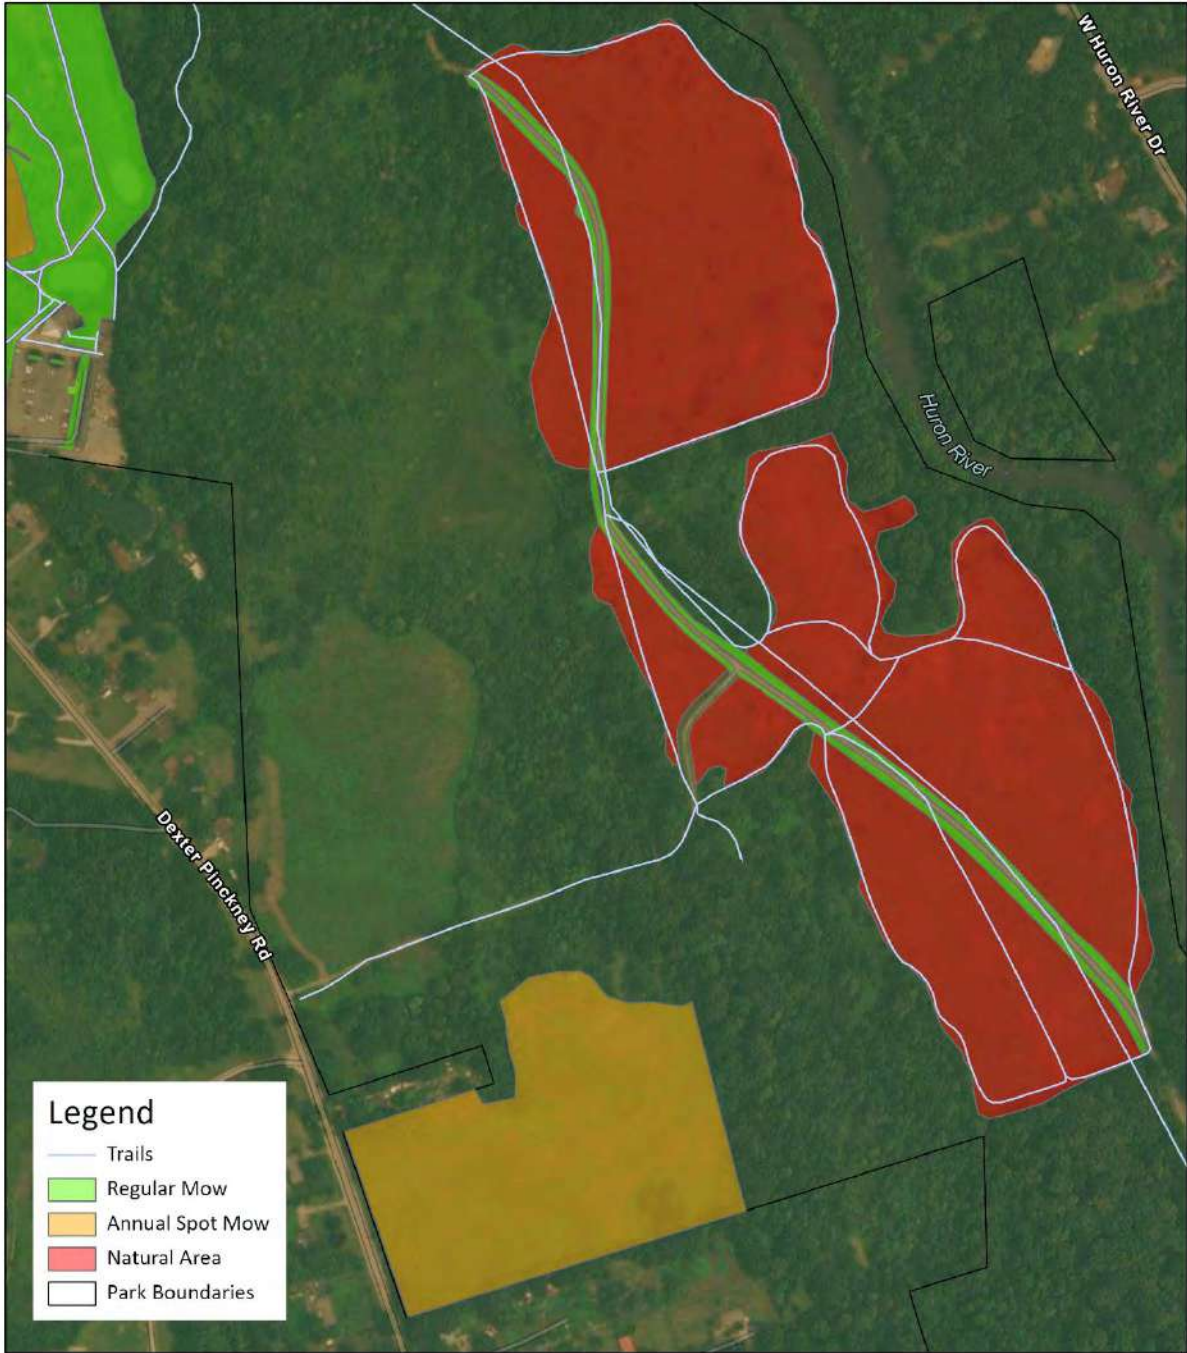 W Huron River Dr
Huron River
Dexter Pinckney Rd
Legend
Trails
Regular Mow
Annual Spot Mow
Natural Area
Park Boundaries